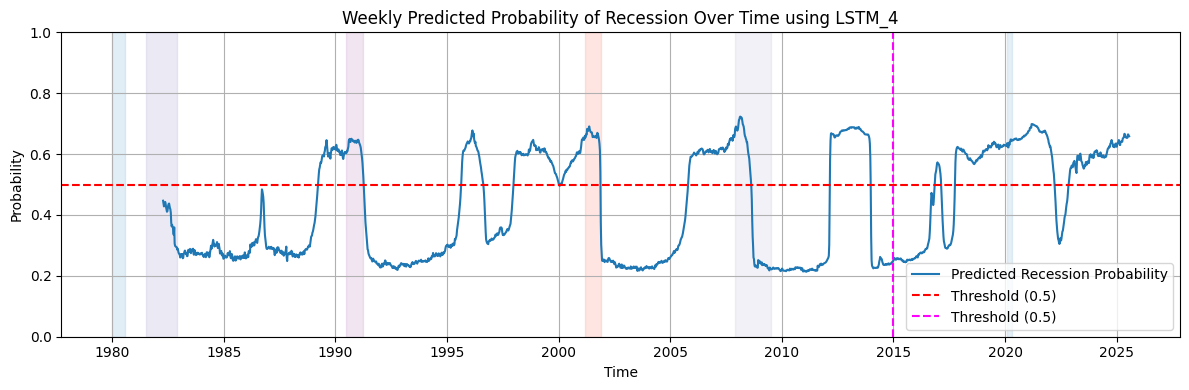 Weekly Predicted Probability of Recession Over Time using LSTM_4
1.0
0.8
0.6
0.4
0.2
0.0
Probability
Predicted Recession Probability
Threshold (0.5)
Threshold (0.5)
1980 1985 1990 1995 2000 2005 2010 2015 2020 2025
Time